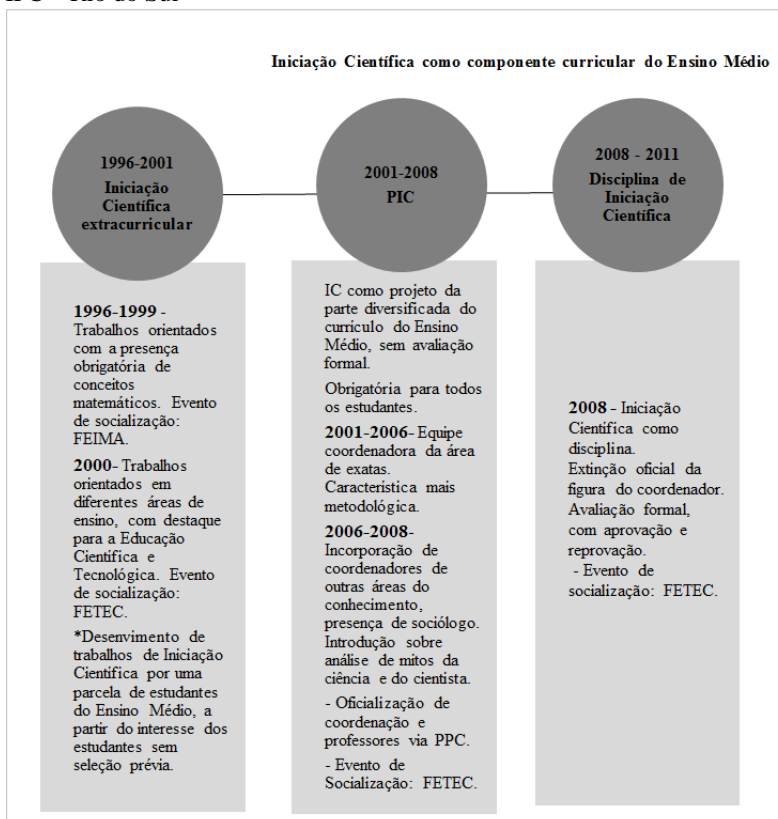 Iniciação Científica como componente curricular do Ensino Médio
1996-2001
Iniciação
Científica
extracurricular
1996-1999 -
Trabalhos orientados
com a presença
obrigatória de
conceitos
matemáticos. Evento
de socialização:
FEIMA.
2000- Trabalhos
orientados em
diferentes áreas de
ensino, com destaque
para a Educação
Científica e
Tecnológica. Evento
de socialização:
FETEC.
*Desenvimento de
trabalhos de Iniciação
Científica por uma
parcela de estudantes
do Ensino Médio, a
partir do interesse dos
estudantes sem
seleção prévia.
2001-2008
PIC
IC como projeto da
parte diversificada do
curriculo do Ensino
Médio, sem avaliação
formal.
Obrigatória para todos
os estudantes.
2001-2006- Equipe
coordenadora da área
de exatas.
Característica mais
metodológica.
2006-2008-
Incorporação de
coordenadores de
outras áreas do
conhecimento,
presença de sociólogo.
Introdução sobre
análise de mitos da
ciência e do cientista.
- Oficialização de
coordenação e
professores via PPC.
- Evento de
Socialização: FETEC.
2008 - 2011
Disciplina de
Iniciação
Científica
2008 - Iniciação
Científica como
disciplina.
Extinção oficial da
figura do coordenador.
Avaliação formal,
com aprovação e
reprovação.
- Evento de
socialização: FETEC.